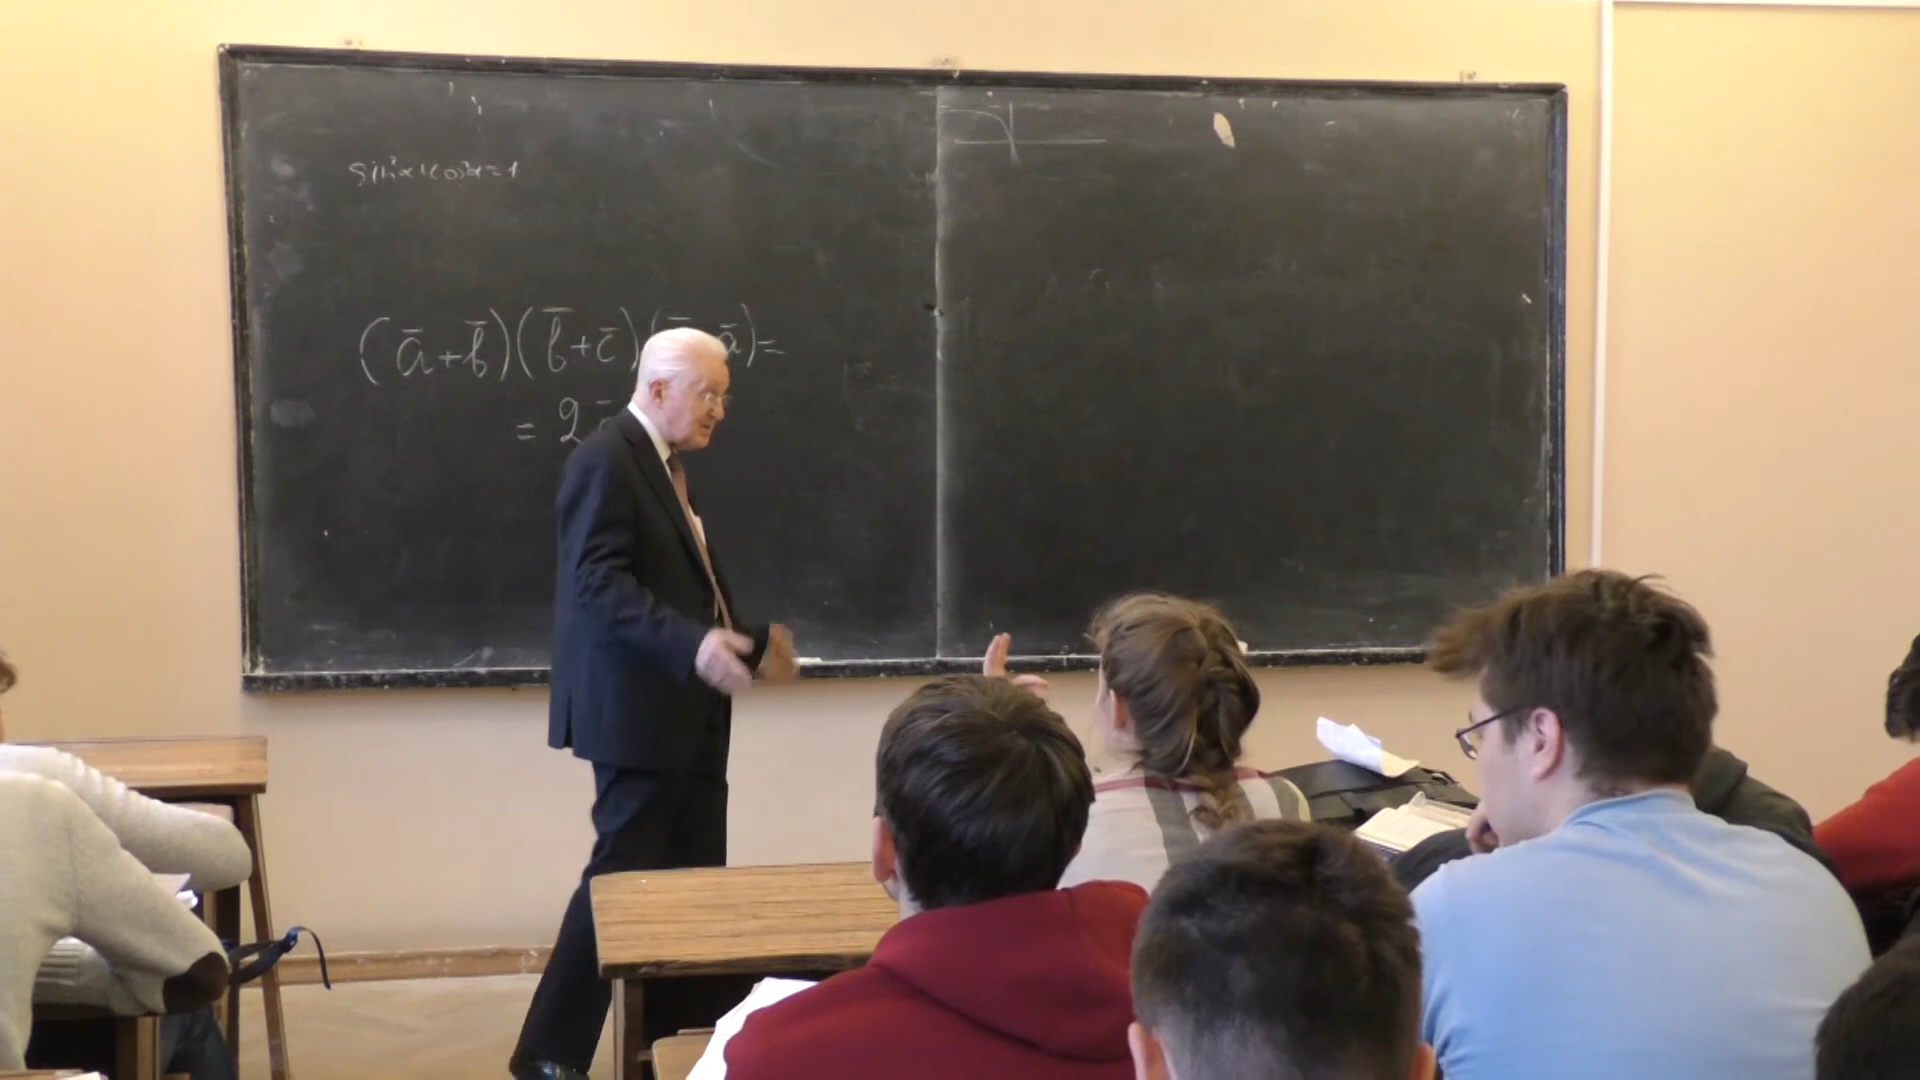 sin²α+cos²α=1
(ā+b̄)(b̄+c̄)( ā)=
= 2